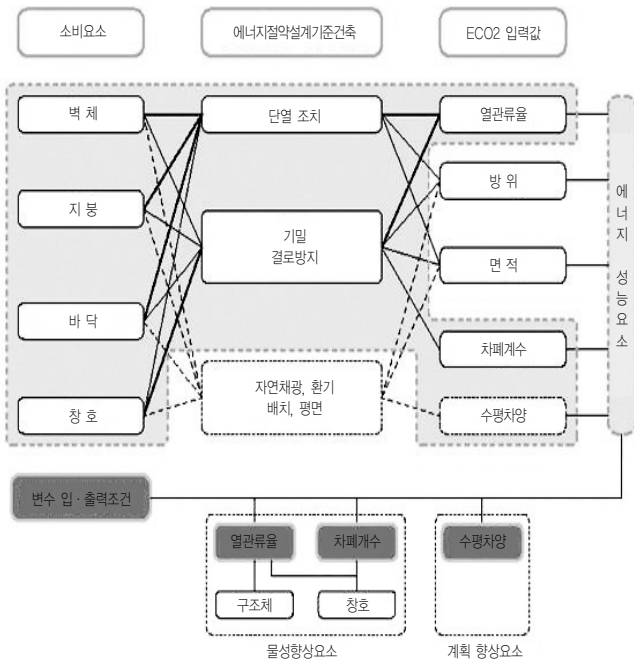 소비요소
에너지절약설계기준건축
ECO2 입력값
벽 체
단열 조치
열관류율
지 붕
기밀
결로방지
방 위
면 적
바 닥
차폐계수
창 호
자연채광, 환기
배치, 평면
수평차양
에너지 성능요소
변수 입 · 출력조건
열관류율
차폐개수
수평차양
구조체
창호
물성향상요소
계획 향상요소